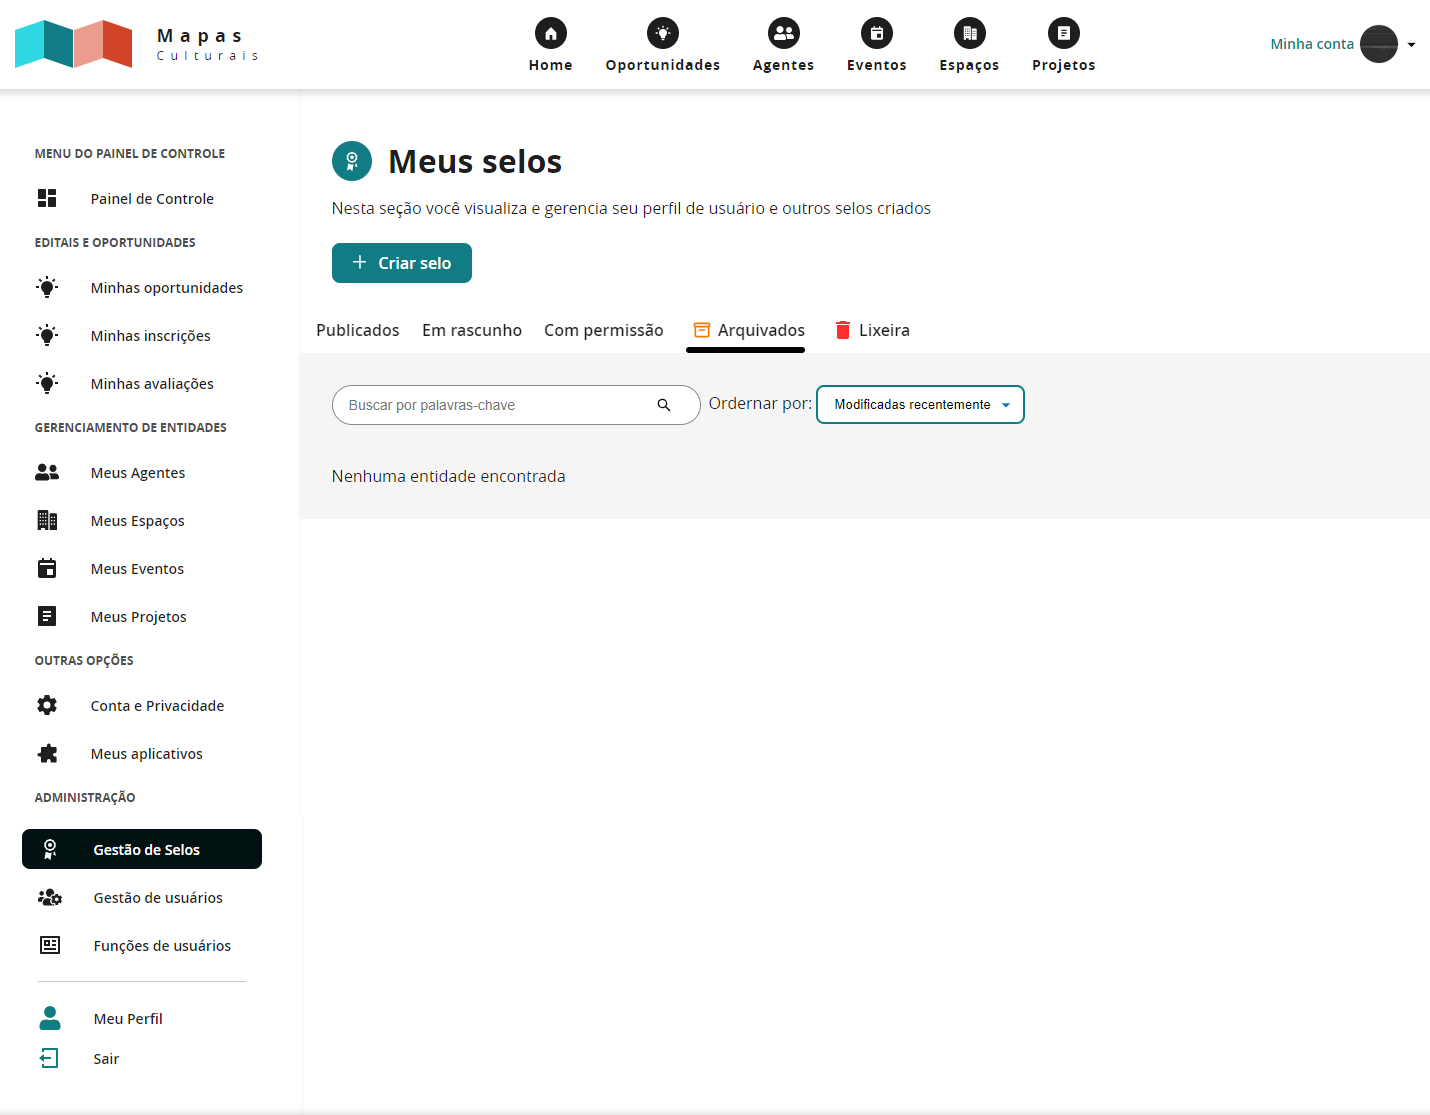 Mapas
Culturais
Home
Oportunidades
Agentes
Eventos
Espaços
Projetos
Minha conta
MENU DO PAINEL DE CONTROLE
Painel de Controle
EDITAIS E OPORTUNIDADES
Minhas oportunidades
Minhas inscrições
Minhas avaliações
GERENCIAMENTO DE ENTIDADES
Meus Agentes
Meus Espaços
Meus Eventos
Meus Projetos
OUTRAS OPÇÕES
Conta e Privacidade
Meus aplicativos
ADMINISTRAÇÃO
Gestão de Selos
Gestão de usuários
Funções de usuários
Meu Perfil
Sair
Meus selos
Nesta seção você visualiza e gerencia seu perfil de usuário e outros selos criados
Criar selo
Publicados
Em rascunho
Com permissão
Arquivados
Lixeira
Buscar por palavras-chave
Ordernar por:
Modificadas recentemente
Nenhuma entidade encontrada